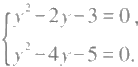 y² − 2y − 3 = 0,
y² − 4y − 5 = 0.